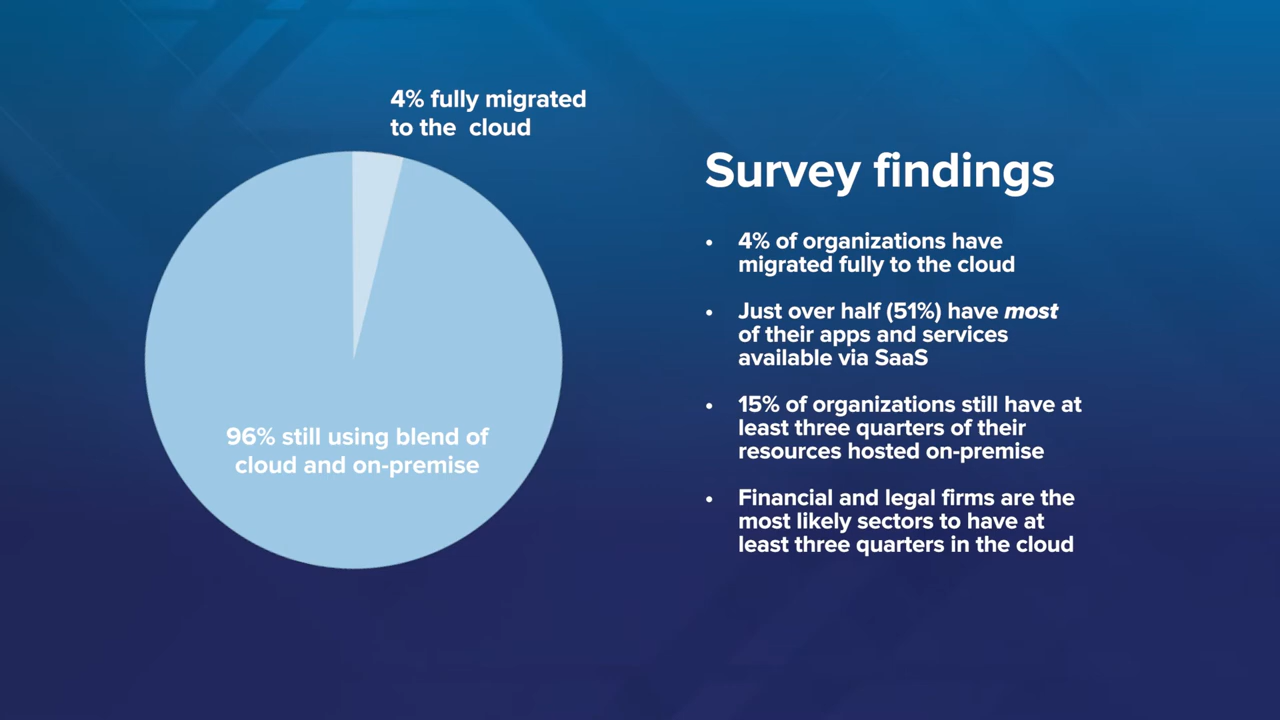 4% fully migrated
to the cloud
96% still using blend of
cloud and on-premise
Survey findings
• 4% of organizations have
migrated fully to the cloud
• Just over half (51%) have most
of their apps and services
available via SaaS
• 15% of organizations still have at
least three quarters of their
resources hosted on-premise
• Financial and legal firms are the
most likely sectors to have at
least three quarters in the cloud